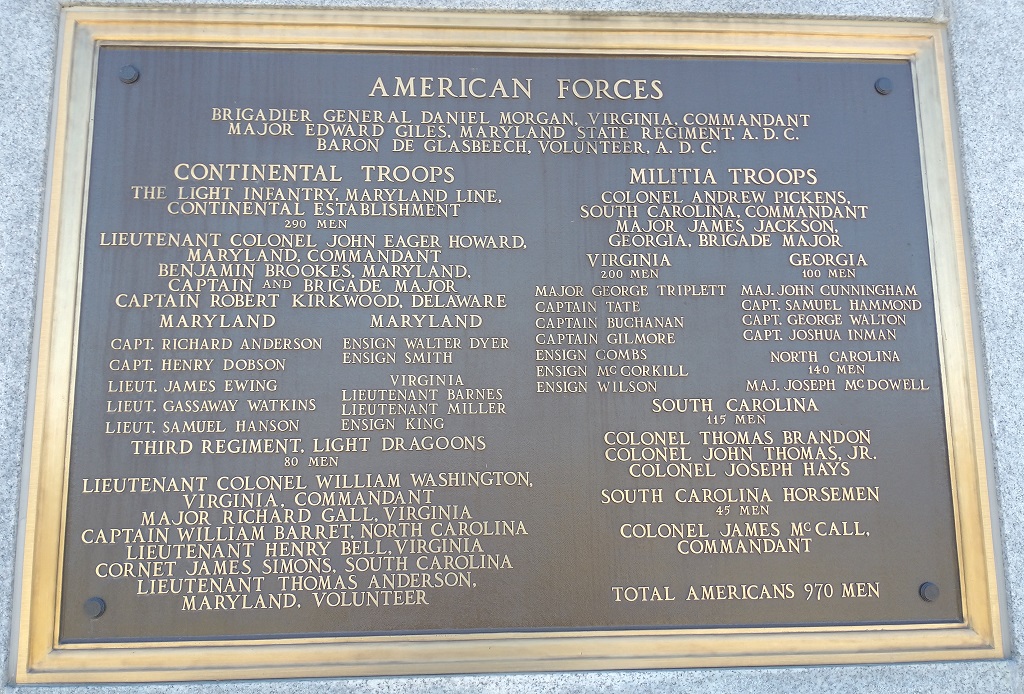 AMERICAN FORCES
BRIGADIER GENERAL DANIEL MORGAN, VIRGINIA, COMMANDANT
MAJOR EDWARD GILES, MARYLAND STATE REGIMENT, A. D. C.
BARON DE GLASBEECH, VOLUNTEER, A. D. C.
CONTINENTAL TROOPS
THE LIGHT INFANTRY, MARYLAND LINE,
CONTINENTAL ESTABLISHMENT
290 MEN
LIEUTENANT COLONEL JOHN EAGER HOWARD,
MARYLAND, COMMANDANT
BENJAMIN BROOKES, MARYLAND,
CAPTAIN AND BRIGADE MAJOR
CAPTAIN ROBERT KIRKWOOD, DELAWARE
MARYLAND
CAPT. RICHARD ANDERSON
CAPT. HENRY DOBSON
LIEUT. JAMES EWING
LIEUT. GASSAWAY WATKINS
LIEUT. SAMUEL HANSON
MARYLAND
ENSIGN WALTER DYER
ENSIGN SMITH
VIRGINIA
LIEUTENANT BARNES
LIEUTENANT MILLER
ENSIGN KING
THIRD REGIMENT, LIGHT DRAGOONS
80 MEN
LIEUTENANT COLONEL WILLIAM WASHINGTON,
VIRGINIA, COMMANDANT
MAJOR RICHARD GALL, VIRGINIA
CAPTAIN WILLIAM BARRET, NORTH CAROLINA
LIEUTENANT HENRY BELL, VIRGINIA
CORNET JAMES SIMONS, SOUTH CAROLINA
LIEUTENANT THOMAS ANDERSON,
MARYLAND, VOLUNTEER
MILITIA TROOPS
COLONEL ANDREW PICKENS,
SOUTH CAROLINA, COMMANDANT
MAJOR JAMES JACKSON,
GEORGIA, BRIGADE MAJOR
VIRGINIA
200 MEN
MAJOR GEORGE TRIPLETT
CAPTAIN TATE
CAPTAIN BUCHANAN
CAPTAIN GILMORE
ENSIGN COMBS
ENSIGN MCCORKILL
ENSIGN WILSON
GEORGIA
100 MEN
MAJ. JOHN CUNNINGHAM
CAPT. SAMUEL HAMMOND
CAPT. GEORGE WALTON
CAPT. JOSHUA INMAN
NORTH CAROLINA
140 MEN
MAJ. JOSEPH MCDOWELL
SOUTH CAROLINA
115 MEN
COLONEL THOMAS BRANDON
COLONEL JOHN THOMAS, JR.
COLONEL JOSEPH HAYS
SOUTH CAROLINA HORSEMEN
45 MEN
COLONEL JAMES MCCALL,
COMMANDANT
TOTAL AMERICANS 970 MEN